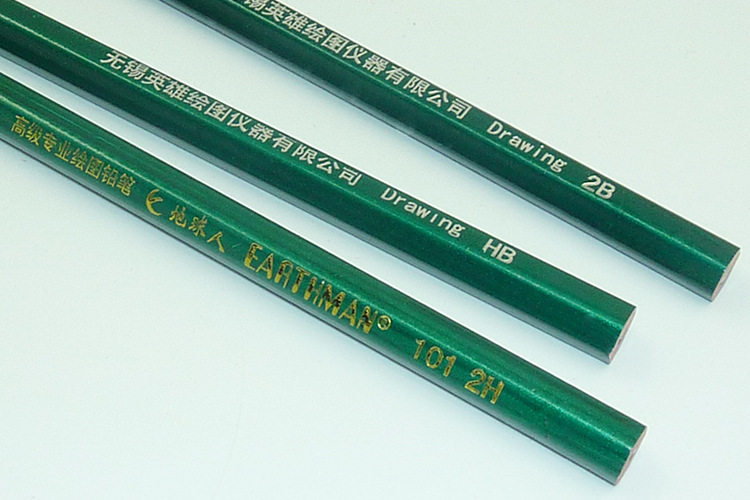 锡英雄绘图仪器有限公司 Drawing 2B
无锡英雄绘图仪器有限公司 Drawing HB
高级专业绘图铅笔 地球人 EARTHMAN® 101 2H